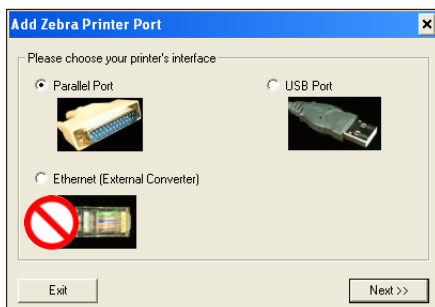 Add Zebra Printer Port
Please choose your printer's interface
Parallel Port
USB Port
Ethernet (External Converter)
Exit
Next >>